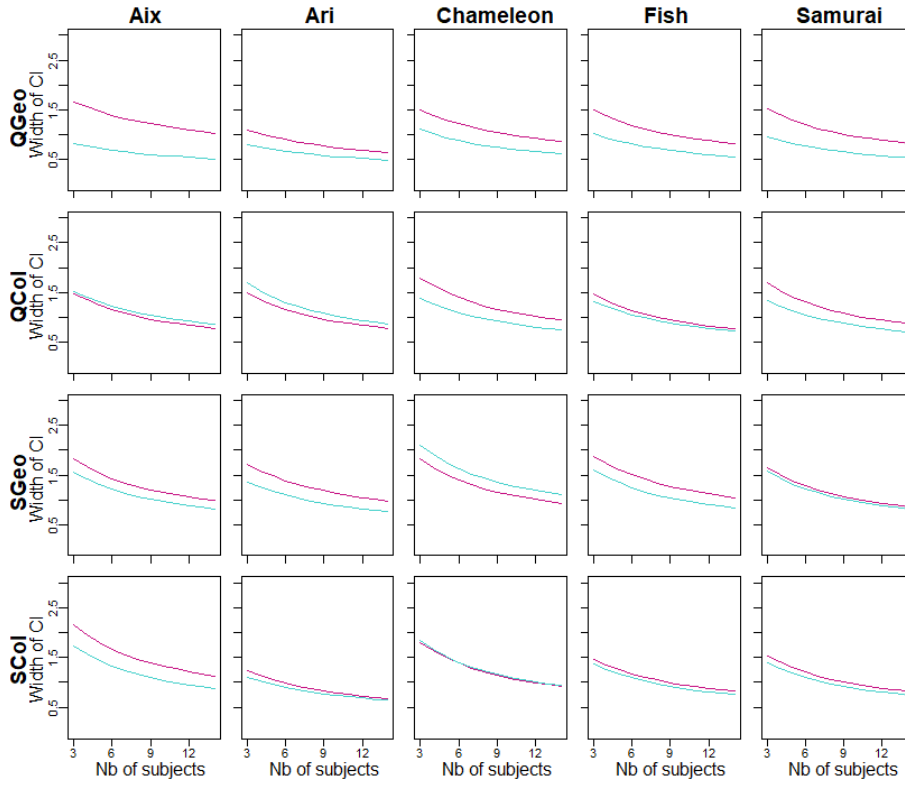 Aix Ari Chameleon Fish Samurai
QGeo
Width of CI
0.5 1.5 2.5
QCol
Width of CI
0.5 1.5 2.5
SGeo
Width of CI
0.5 1.5 2.5
SCol
Width of CI
0.5 1.5 2.5
3 6 9 12 3 6 9 12 3 6 9 12 3 6 9 12 3 6 9 12
Nb of subjects Nb of subjects Nb of subjects Nb of subjects Nb of subjects